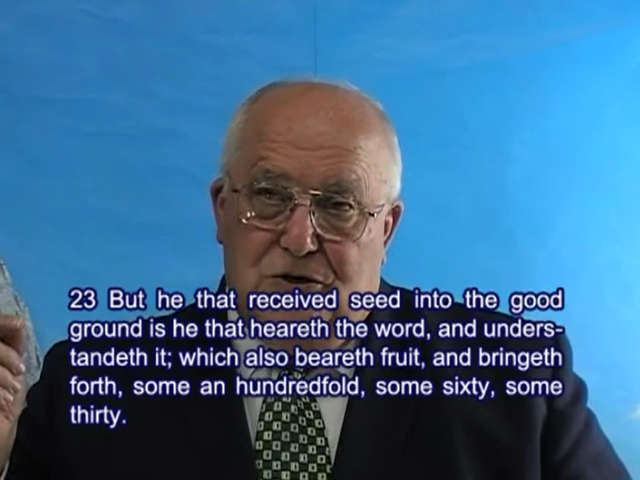 23 But he that received seed into the good
ground is he that heareth the word, and unders-
tandeth it; which also beareth fruit, and bringeth
forth, some an hundredfold, some sixty, some
thirty.